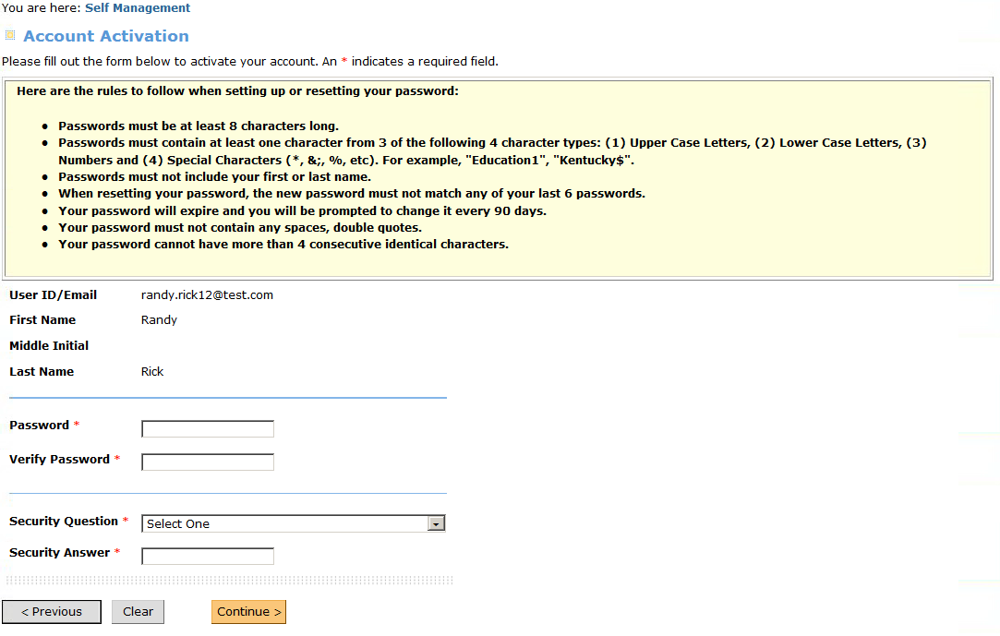 You are here: Self Management
Account Activation
Please fill out the form below to activate your account. An * indicates a required field.
Here are the rules to follow when setting up or resetting your password:
• Passwords must be at least 8 characters long.
• Passwords must contain at least one character from 3 of the following 4 character types: (1) Upper Case Letters, (2) Lower Case Letters, (3)
Numbers and (4) Special Characters (*, &;, %, etc). For example, "Education1", "Kentucky$".
• Passwords must not include your first or last name.
• When resetting your password, the new password must not match any of your last 6 passwords.
• Your password will expire and you will be prompted to change it every 90 days.
• Your password must not contain any spaces, double quotes.
• Your password cannot have more than 4 consecutive identical characters.
User ID/Email randy.rick12@test.com
First Name Randy
Middle Initial
Last Name Rick
Password *
Verify Password *
Security Question * Select One
Security Answer *
< Previous Clear Continue >